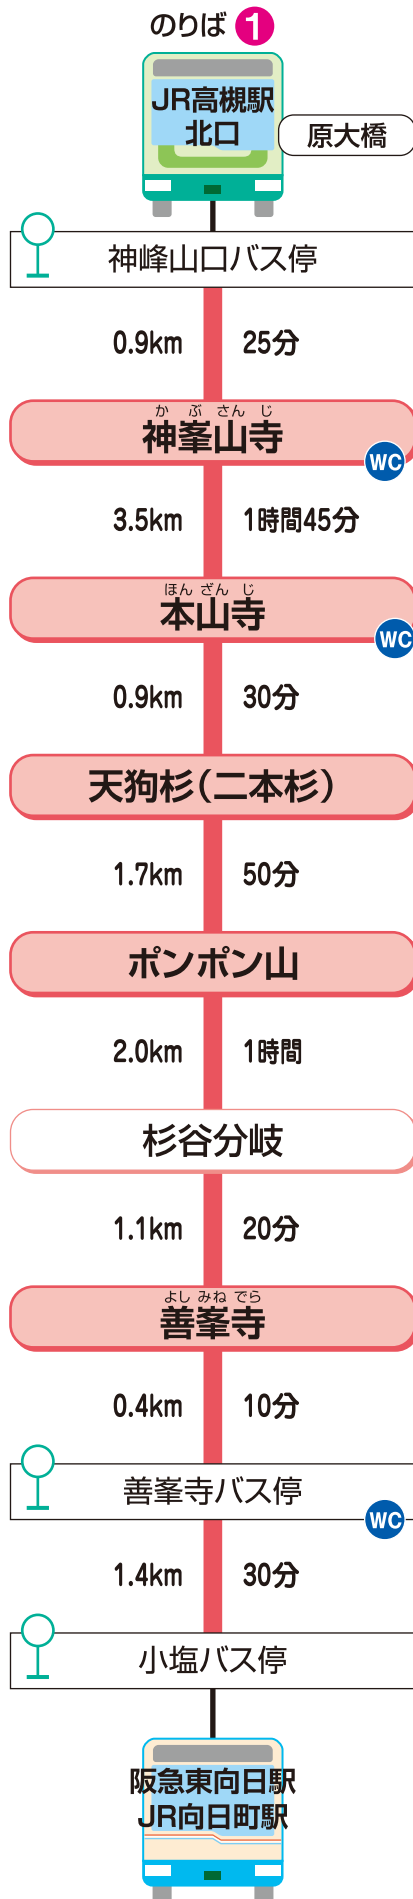 のりば 1
JR高槻駅
北口
原大橋
神峰山口バス停
0.9km 25分
かぶさんじ
神峯山寺
WC
3.5km 1時間45分
ほんざんじ
本山寺
WC
0.9km 30分
天狗杉（二本杉）
1.7km 50分
ポンポン山
2.0km 1時間
杉谷分岐
1.1km 20分
よしみねでら
善峯寺
0.4km 10分
善峯寺バス停
WC
1.4km 30分
小塩バス停
阪急東向日駅
JR向日町駅